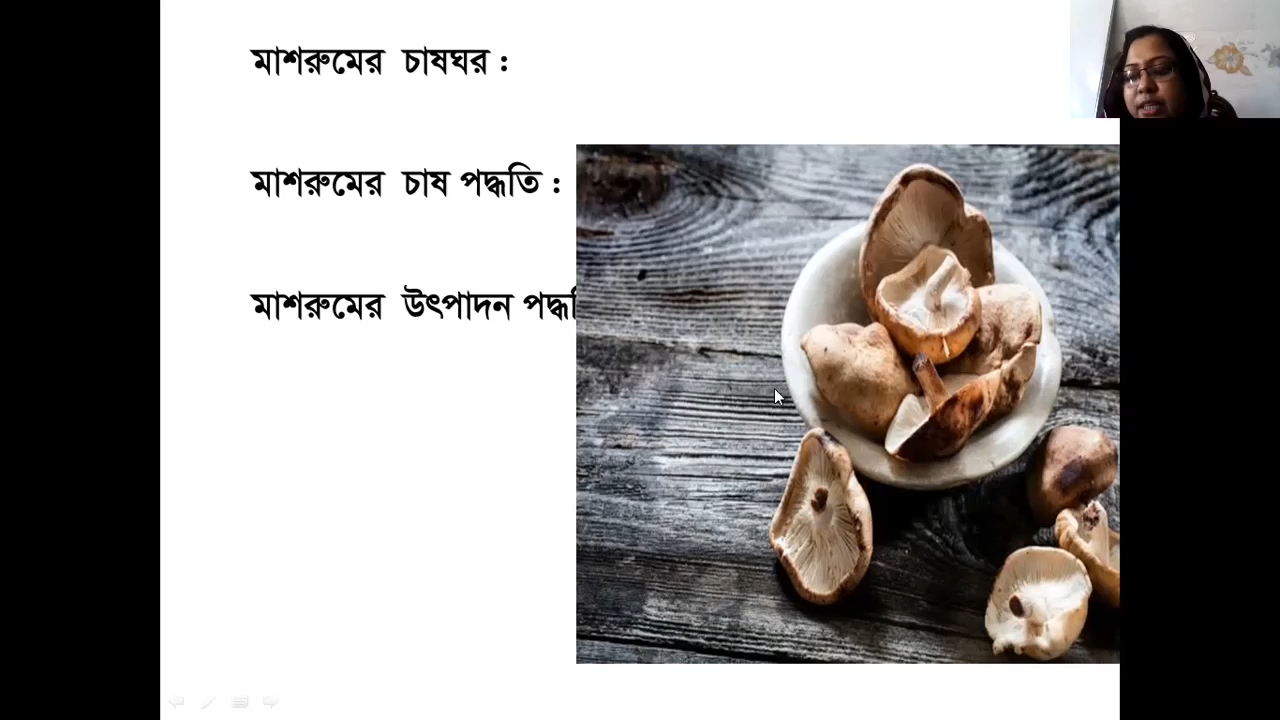 মাশরুমের চাষঘর :
মাশরুমের চাষ পদ্ধতি :
মাশরুমের উৎপাদন